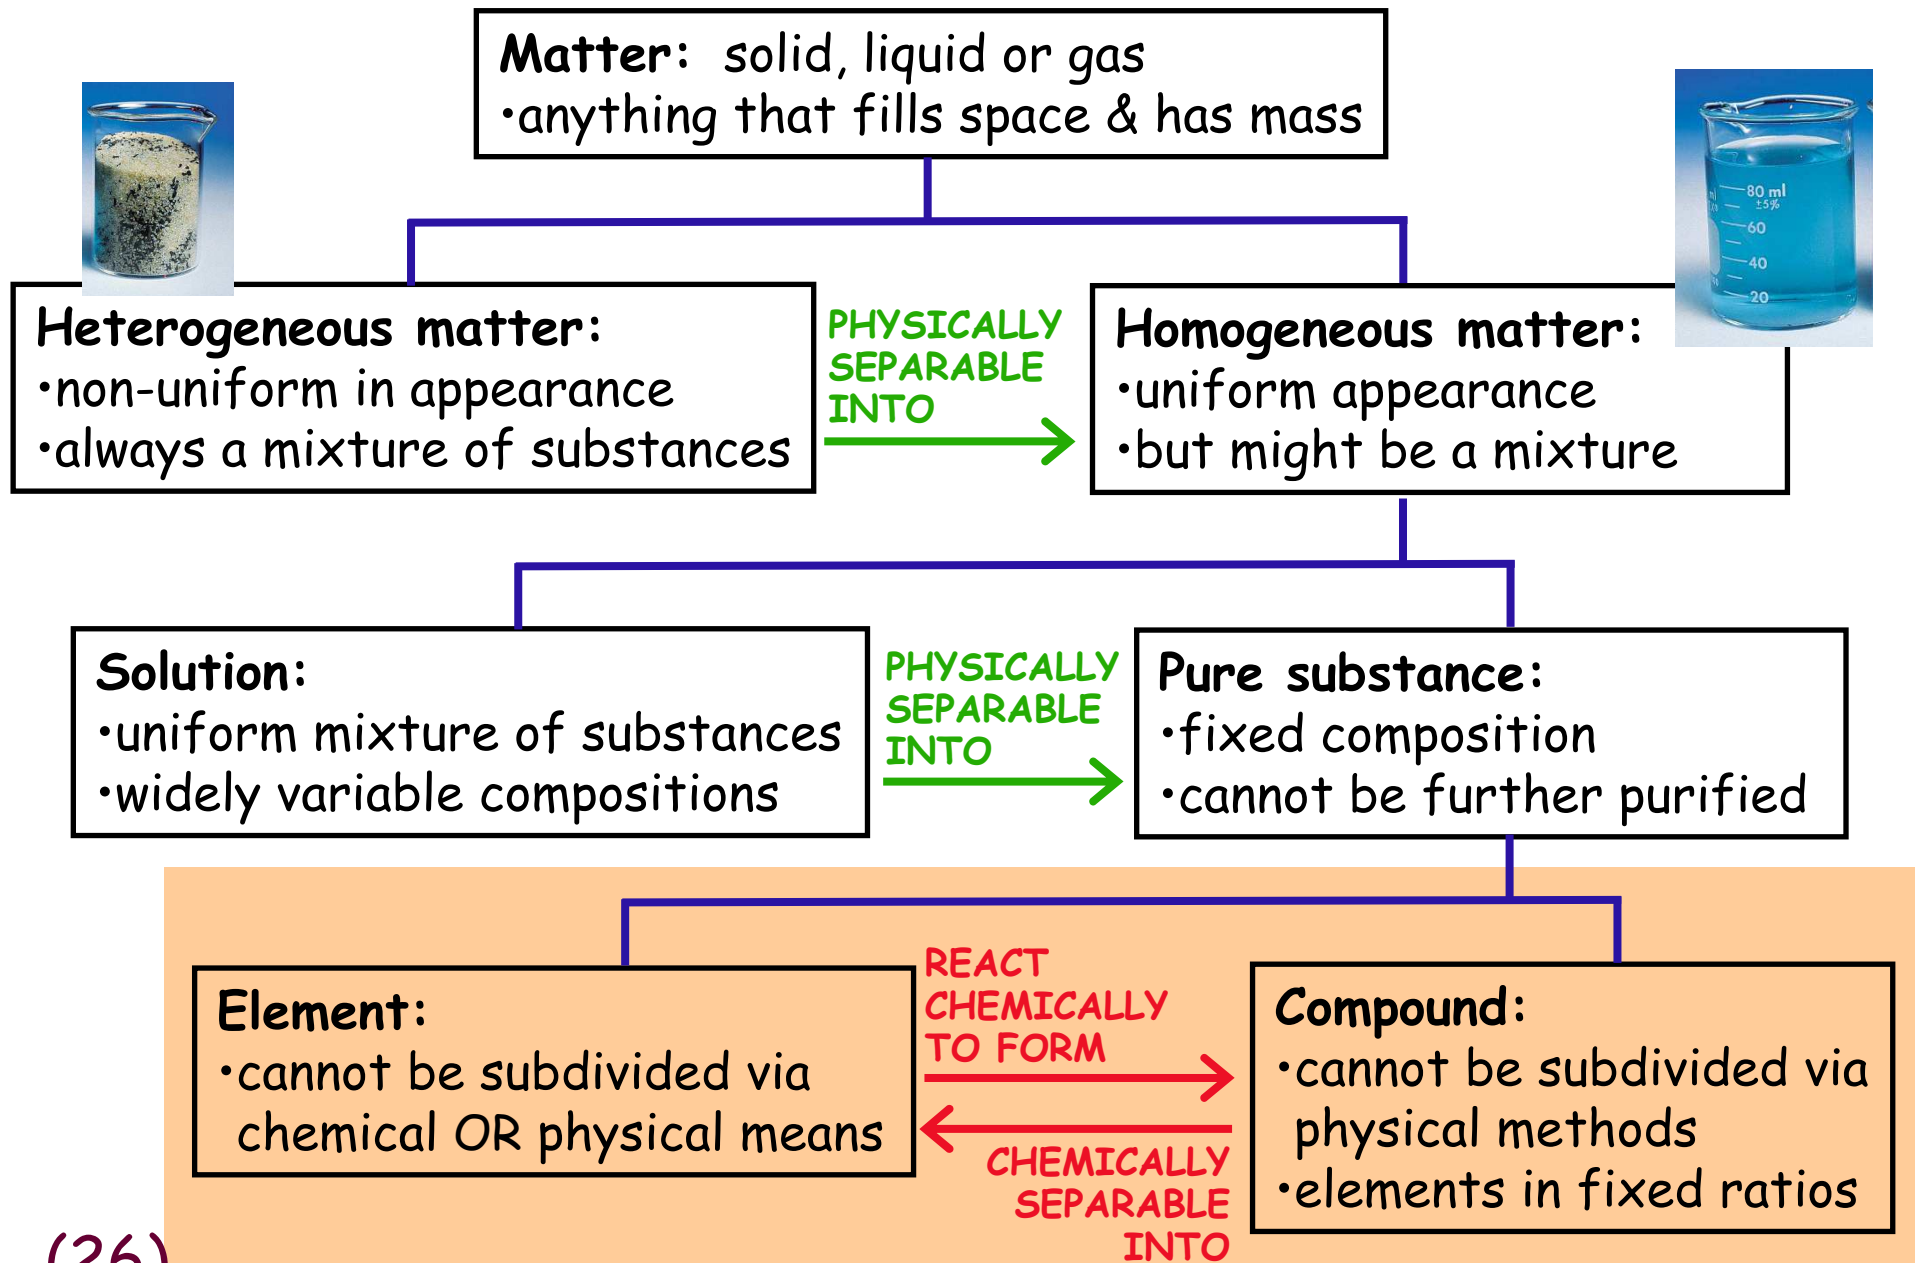 Matter: solid, liquid or gas
•anything that fills space & has mass
80 ml
±5%
60
40
20
Heterogeneous matter:
•non-uniform in appearance
•always a mixture of substances
PHYSICALLY
SEPARABLE
INTO
Homogeneous matter:
•uniform appearance
•but might be a mixture
Solution:
•uniform mixture of substances
•widely variable compositions
PHYSICALLY
SEPARABLE
INTO
Pure substance:
•fixed composition
•cannot be further purified
Element:
•cannot be subdivided via
chemical OR physical means
REACT
CHEMICALLY
TO FORM
CHEMICALLY
SEPARABLE
INTO
Compound:
•cannot be subdivided via
physical methods
•elements in fixed ratios
(26)